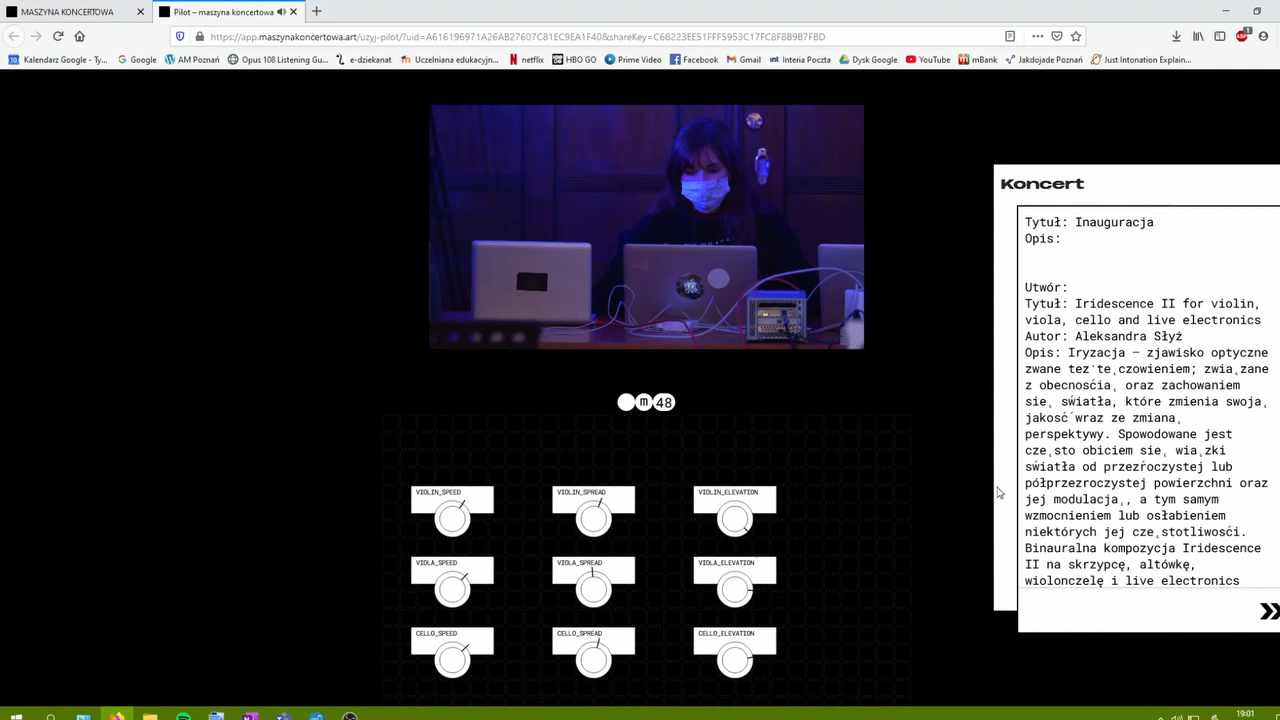 MASZYNA KONCERTOWA
Pilot – maszyna koncertowa
https://app.maszynakoncertowa.art/uzyj-pilot/?uid=A616196971A26AB27607C81EC9EA1F40&shareKey=C68223EE51FFF5953C17FC8F8B9B7FBD
Kalendarz Google - Ty...
Google
AM Poznań
Opus 108 Listening Gu...
e-dziekanat
Uczelniana edukacyjn...
netflix
HBO GO
Prime Video
Facebook
Gmail
Interia Poczta
Dysk Google
YouTube
mBank
Jakdojade Poznań
Just Intonation Explain...
m 48
VIOLIN_SPEED
VIOLIN_SPREAD
VIOLIN_ELEVATION
VIOLA_SPEED
VIOLA_SPREAD
VIOLA_ELEVATION
CELLO_SPEED
CELLO_SPREAD
CELLO_ELEVATION
Koncert
Tytuł: Inauguracja
Opis:
Utwór:
Tytuł: Iridescence II for violin,
viola, cello and live electronics
Autor: Aleksandra Słyż
Opis: Iryzacja – zjawisko optyczne
zwane tez˙te˛czowieniem; zwia˛zane
z obecnościa˛ oraz zachowaniem
sie˛ światła, które zmienia swoja˛
jakość wraz ze zmiana˛
perspektywy. Spowodowane jest
cze˛sto obiciem sie˛ wia˛zki
światła od przezŕoczystej lub
półprzezroczystej powierzchni oraz
jej modulacja˛, a tym samym
wzmocnieniem lub osłabieniem
niektórych jej cze˛stotliwości.
Binauralna kompozycja Iridescence
II na skrzypcę, altówkę,
wiolonczelę i live electronics
19:01